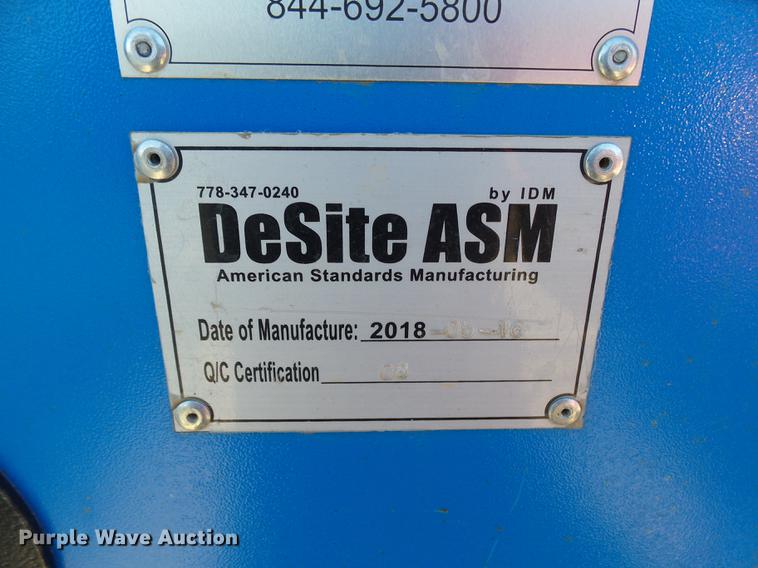 844-692-5800
778-347-0240 by IDM
DeSite ASM
American Standards Manufacturing
Date of Manufacture: 2018
Q/C Certification
Purple Wave Auction